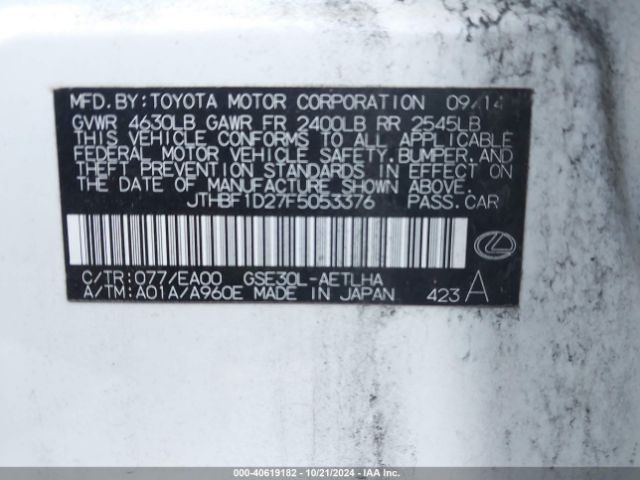 MFD. BY: TOYOTA MOTOR CORPORATION 09/14
GVWR 4630LB GAWR FR 2400LB RR 2545LB
THIS VEHICLE CONFORMS TO ALL APPLICABLE
FEDERAL MOTOR VEHICLE SAFETY, BUMPER, AND
THEFT PREVENTION STANDARDS IN EFFECT ON
THE DATE OF MANUFACTURE SHOWN ABOVE.
JTHBF1D27F5053376 PASS. CAR
C/TR: 077/EA00 GSE30L-AETLHA
A/TM: A01A/A960E MADE IN JAPAN 423 A
000-40619182 - 10/21/2024 - IAA Inc.